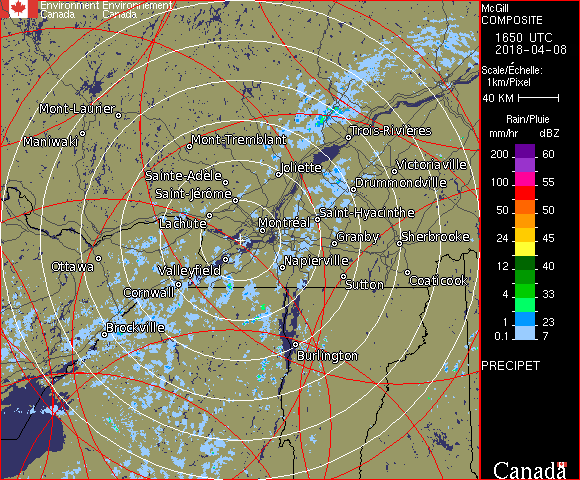 Environment Environnement
Canada Canada
Mont-Laurier
Maniwaki
Mont-Tremblant
Trois-Rivières
Joliette
Victoriaville
Sainte-Adèle
Drummondville
Saint-Jérôme
Saint-Hyacinthe
Lachute
Montréal
Granby
Sherbrooke
Ottawa
Valleyfield
Napierville
Sutton
Coaticook
Cornwall
Brockville
Burlington
McGill
COMPOSITE
1650 UTC
2018-04-08
Scale/Échelle:
1km/Pixel
40 KM
Rain/Pluie
mm/hr dBZ
200 60
100 55
50 50
24 45
12 40
4 33
1 23
0.1 7
PRECIPET
Canada